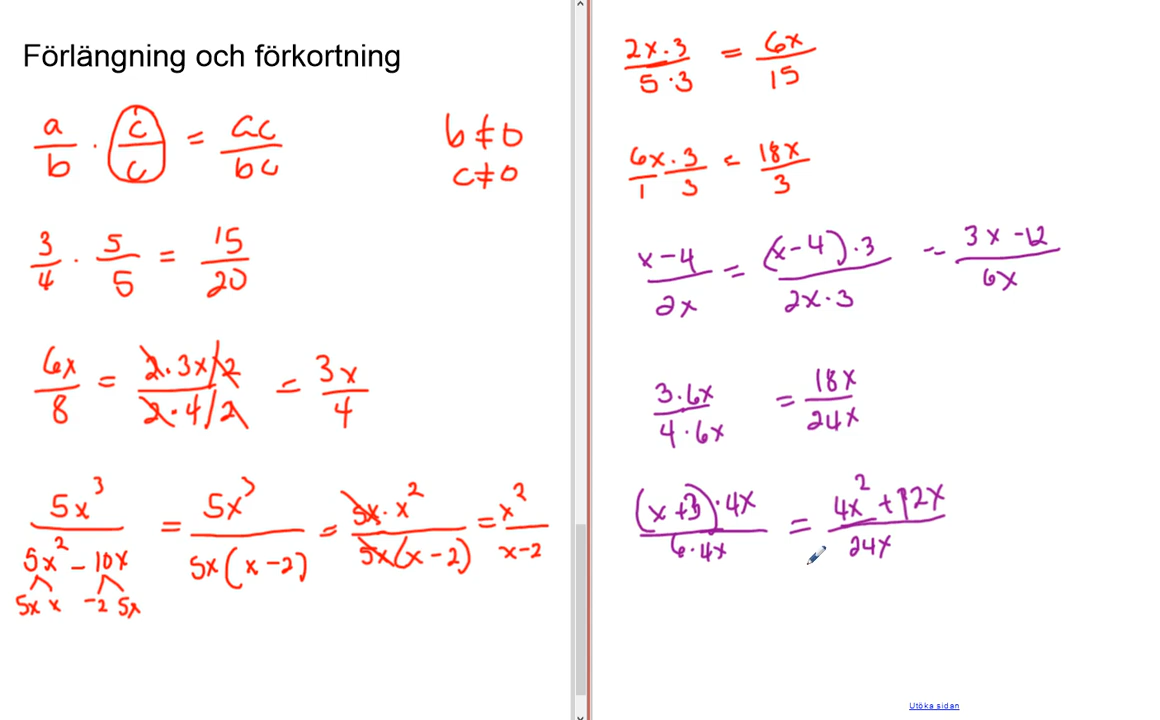 Förlängning och förkortning
a/b · c/c = ac/bc b ≠ 0
c ≠ 0
3/4 · 5/5 = 15/20
6x/8 = (2·3x/2)/(2·4/2) = 3x/4
5x³/(5x² − 10x) = 5x³/(5x(x − 2)) = (5x · x²)/(5x(x − 2)) = x²/(x − 2)
5x x −2 5x
(2x · 3)/(5 · 3) = 6x/15
6x/1 · 3/3 = 18x/3
(x − 4)/2x = ((x − 4) · 3)/(2x · 3) = (3x − 12)/6x
(3 · 6x)/(4 · 6x) = 18x/24x
((x + 3) · 4x)/(6 · 4x) = (4x² + 12x)/24x
Utöka sidan